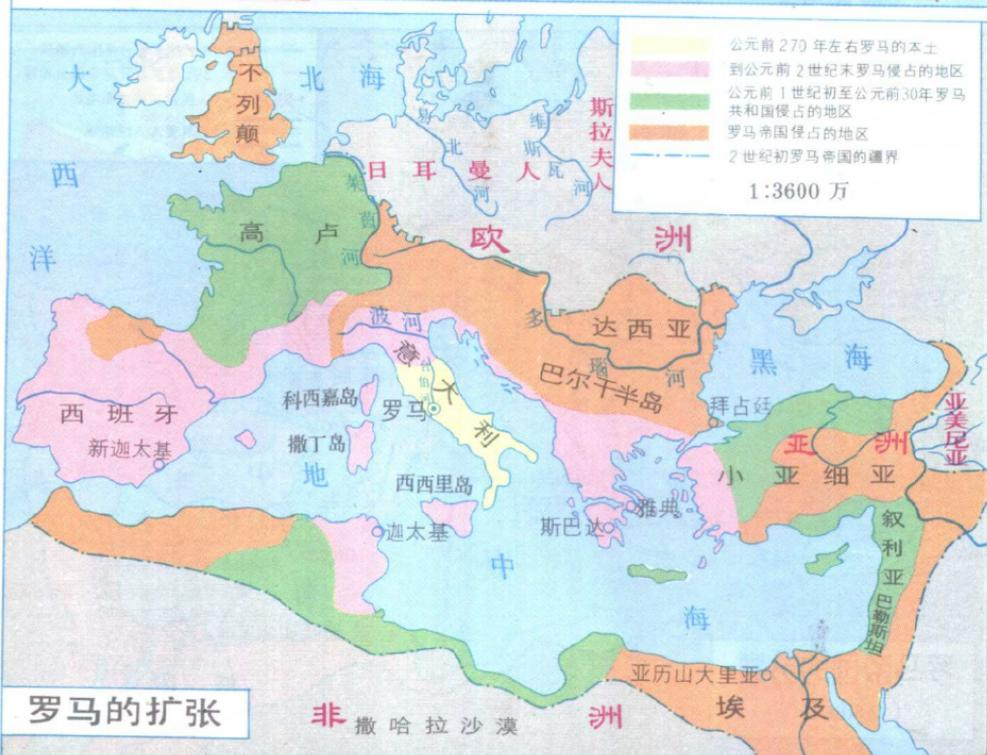 公元前270年左右罗马的本土
到公元前2世纪末罗马侵占的地区
公元前1世纪初至公元前30年罗马
共和国侵占的地区
罗马帝国侵占的地区
2世纪初罗马帝国的疆界
1:3600万
大西洋
北海
不列颠
日耳曼人
斯拉夫人
易北河
维斯瓦河
莱茵河
高卢
欧洲
多瑙河
达西亚
波河
巴尔干半岛
黑海
意大利
科西嘉岛
罗马
拜占廷
亚美尼亚
西班牙
新迦太基
撒丁岛
亚洲
小亚细亚
地中海
西西里岛
迦太基
斯巴达
雅典
叙利亚
巴勒斯坦
亚历山大里亚
埃及
罗马的扩张
非洲
撒哈拉沙漠